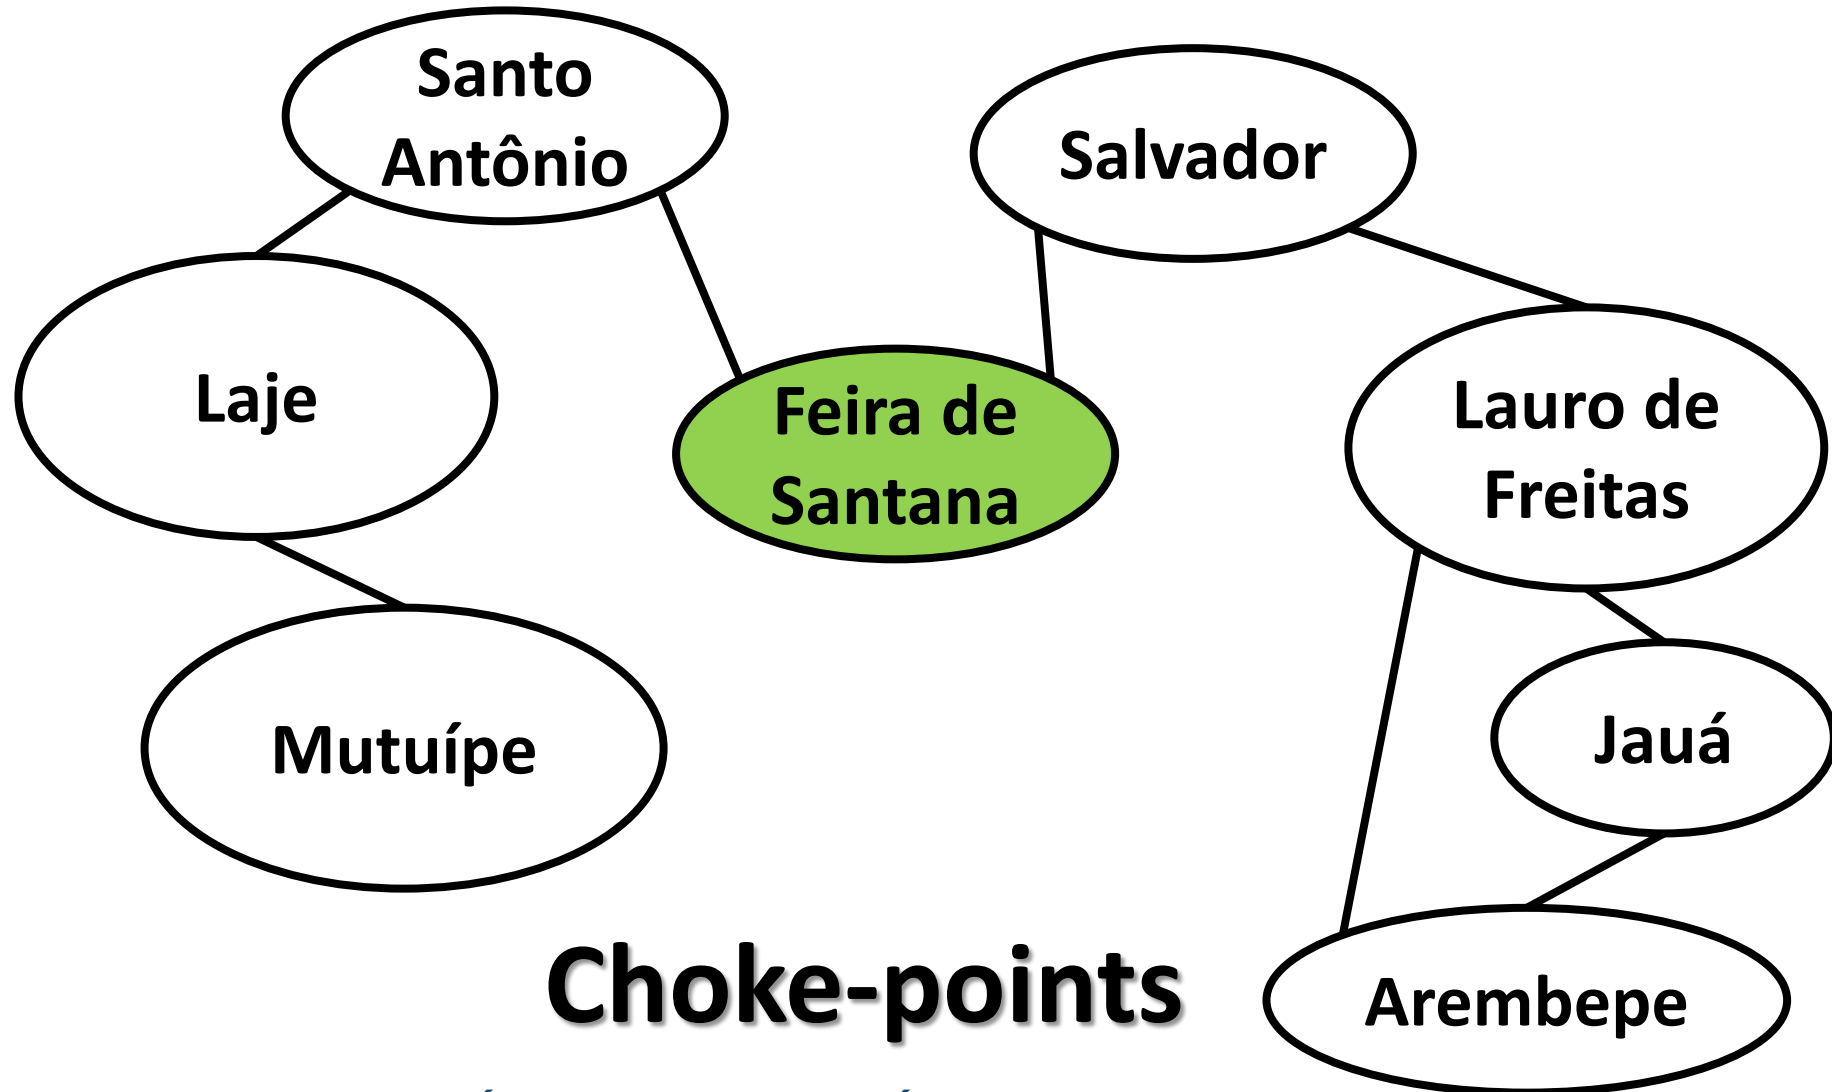 Santo
Antônio
Salvador
Laje
Feira de
Santana
Lauro de
Freitas
Mutuípe
Jauá
Choke-points
Arembepe